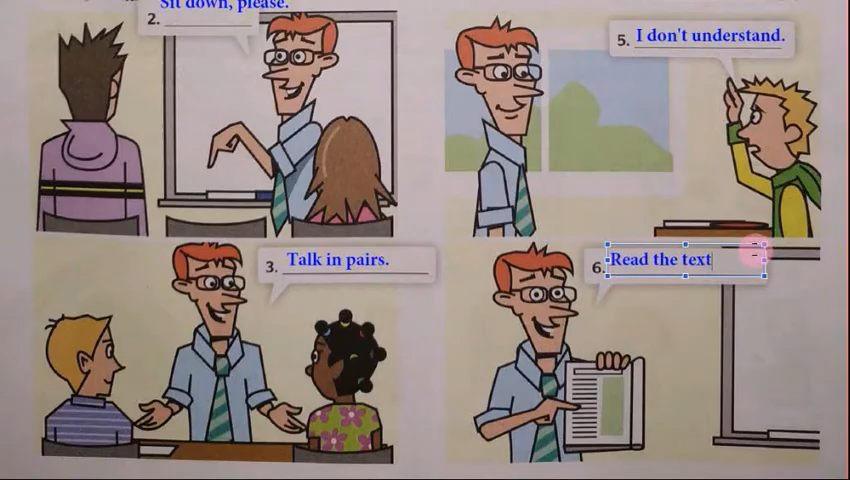 Sit down, please.
2.
5. I don't understand.
3. Talk in pairs.
6. Read the text